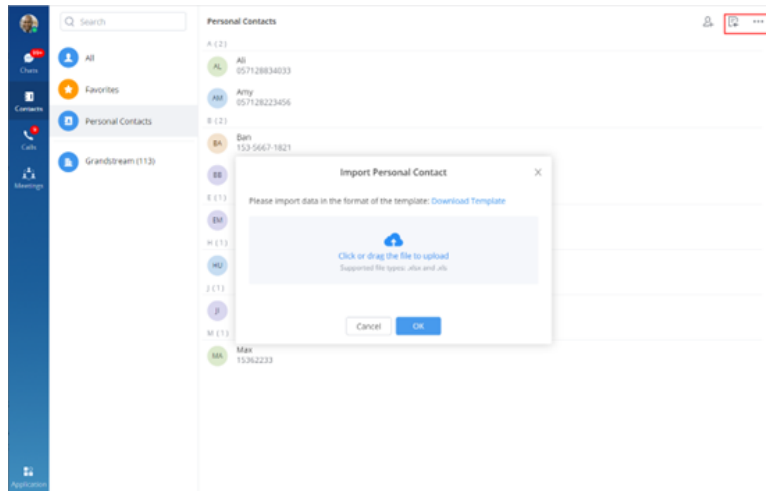 99+
Chats
Contacts
Calls
Meetings
Application
Search
All
Favorites
Personal Contacts
Grandstream (113)
Personal Contacts
A (2)
AL
Ali
057128834033
AM
Amy
057128223456
B (2)
BA
Ban
153-5667-1821
BB
E (1)
EM
H (1)
HU
J (1)
JI
M (1)
MA
Max
15362233
Import Personal Contact
Please import data in the format of the template: Download Template
Click or drag the file to upload
Supported file types: .xlsx and .xls
Cancel
OK